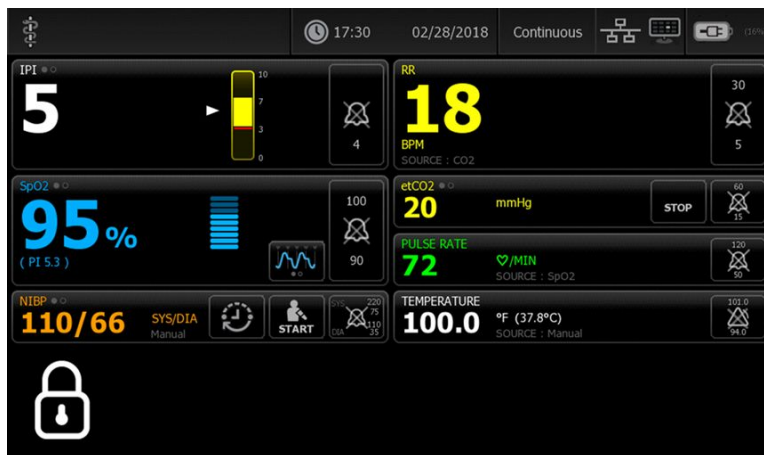 17:30 02/28/2018 Continuous (16%
IPI
5
10
7
3
0
4
RR
18
BPM
SOURCE : CO2
30
5
SpO2
95%
( PI 5.3 )
100
90
etCO2
20 mmHg
STOP
60
15
PULSE RATE
72 /MIN
SOURCE : SpO2
120
50
NIBP
110/66 SYS/DIA
Manual
START
SYS 220
75
110
DIA 35
TEMPERATURE
100.0 °F (37.8°C)
SOURCE : Manual
101.0
94.0